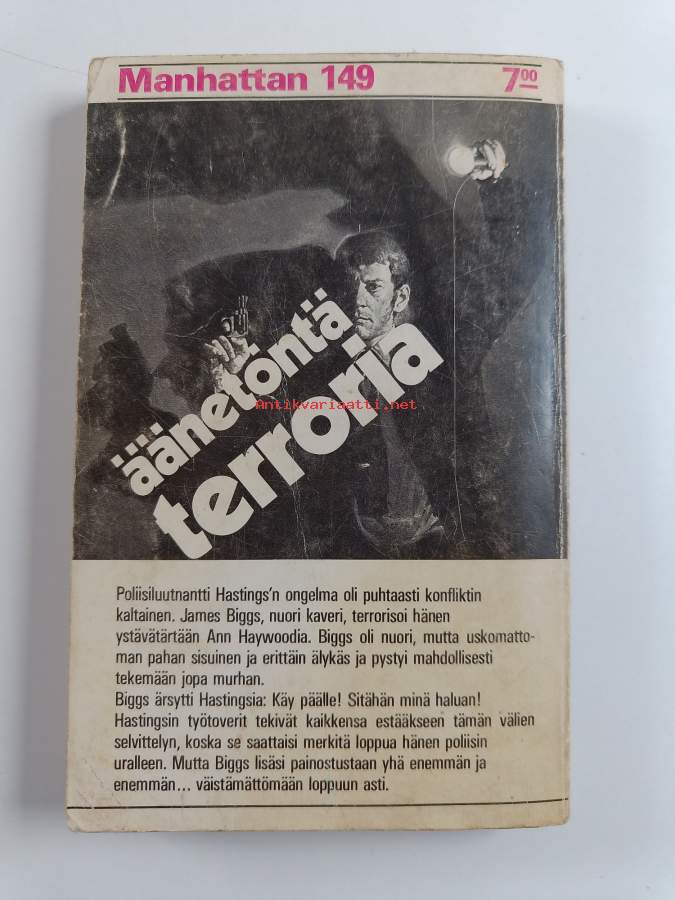 Manhattan 149 7.00
äänetöntä
terroria
Antikvariaatti.net
Poliisiluutnantti Hastings'n ongelma oli puhtaasti konfliktin
kaltainen. James Biggs, nuori kaveri, terrorisoi hänen
ystävätärtään Ann Haywoodia. Biggs oli nuori, mutta uskomatto-
man pahan sisuinen ja erittäin älykäs ja pystyi mahdollisesti
tekemään jopa murhan.
Biggs ärsytti Hastingsia: Käy päälle! Sitähän minä haluan!
Hastingsin työtoverit tekivät kaikkensa estääkseen tämän välien
selvittelyn, koska se saattaisi merkitä loppua hänen poliisin
uralleen. Mutta Biggs lisäsi painostustaan yhä enemmän ja
enemmän... väistämättömään loppuun asti.